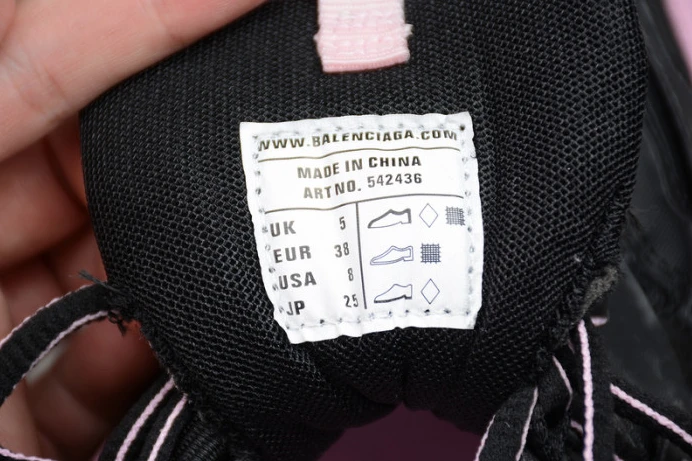 WWW.BALENCIAGA.COM
MADE IN CHINA
ART NO. 542436
UK 5
EUR 38
USA 8
JP 25